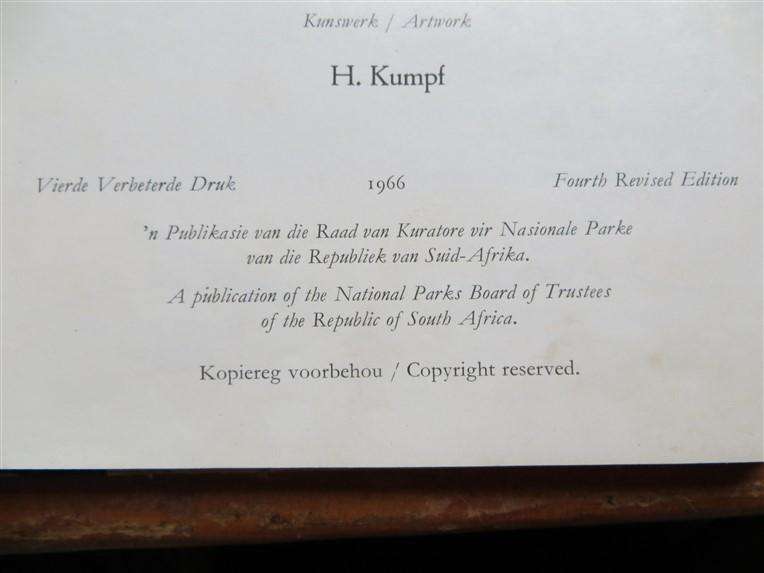 Kunswerk / Artwork
H. Kumpf
Vierde Verbeterde Druk 1966 Fourth Revised Edition
'n Publikasie van die Raad van Kuratore vir Nasionale Parke
van die Republiek van Suid-Afrika.
A publication of the National Parks Board of Trustees
of the Republic of South Africa.
Kopiereg voorbehou / Copyright reserved.